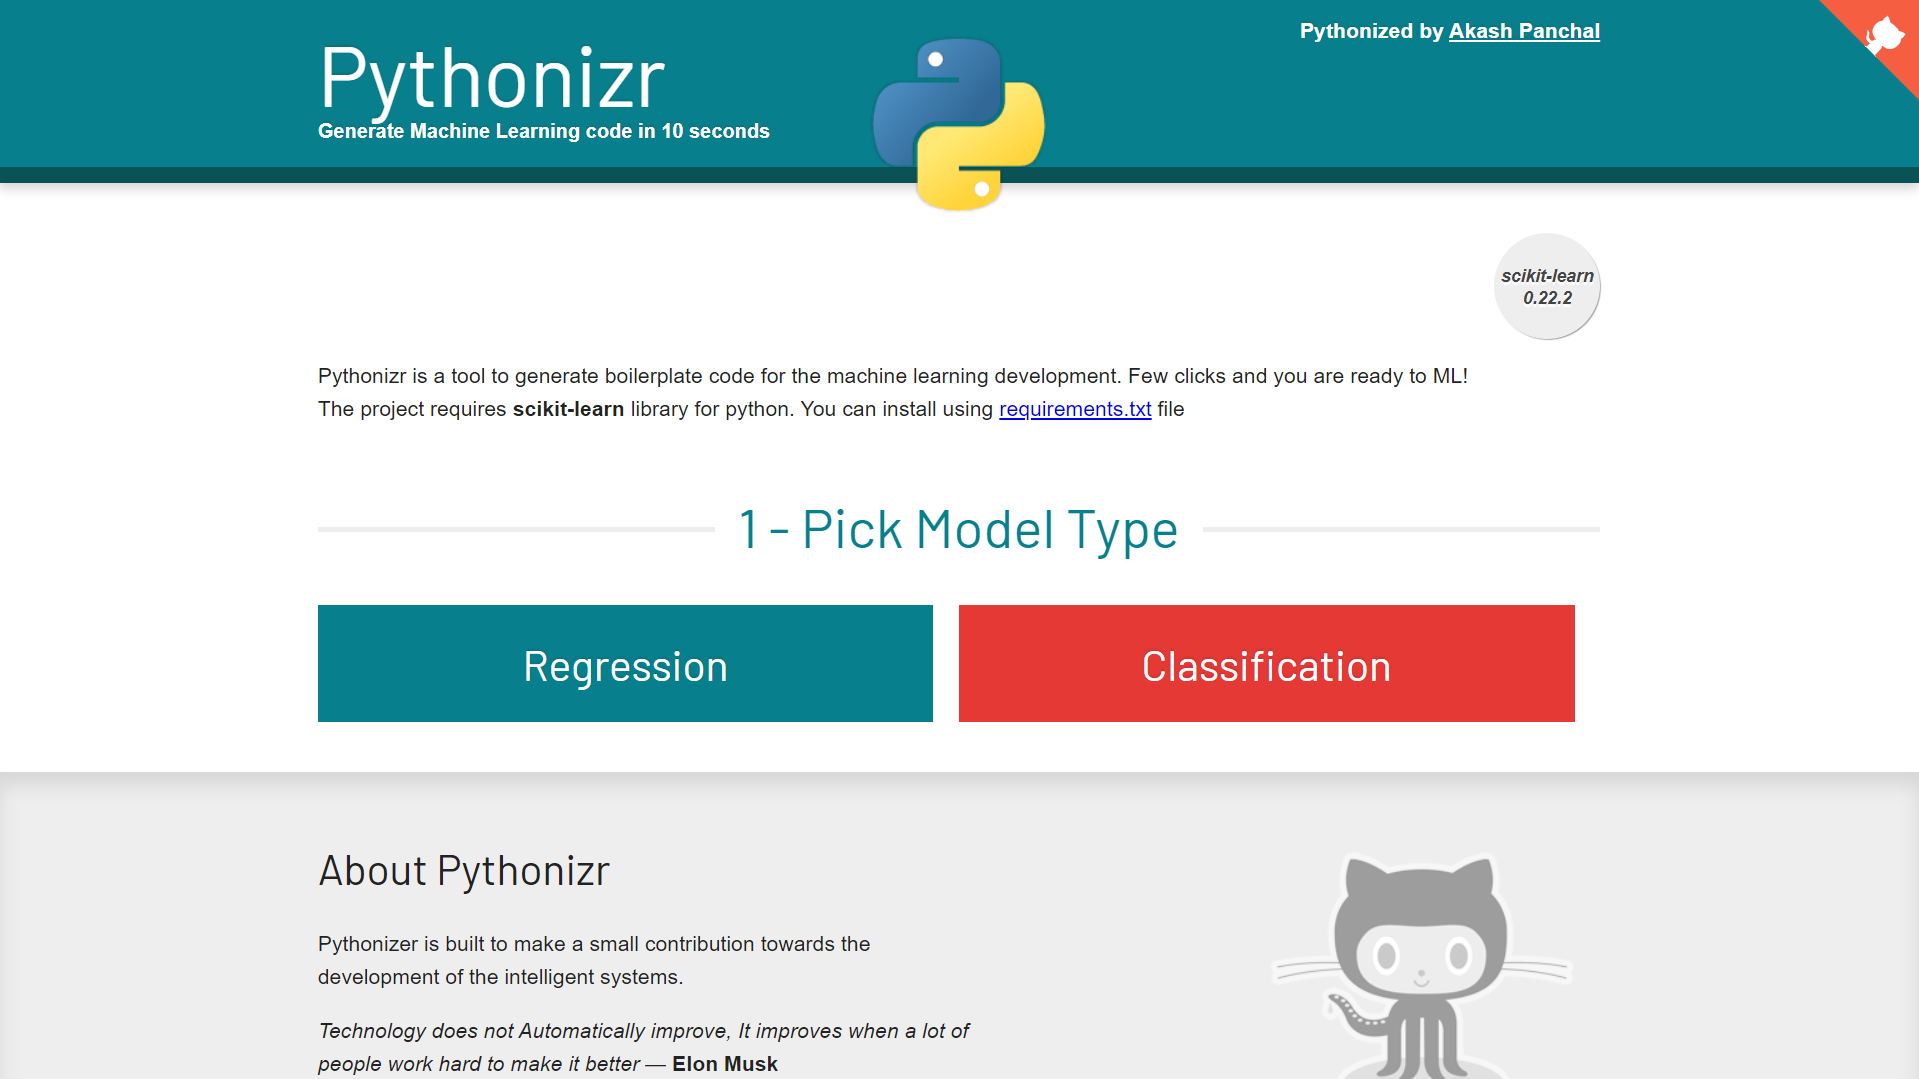 Pythonizr
Generate Machine Learning code in 10 seconds
Pythonized by Akash Panchal
scikit-learn
0.22.2
Pythonizr is a tool to generate boilerplate code for the machine learning development. Few clicks and you are ready to ML!
The project requires scikit-learn library for python. You can install using requirements.txt file
1 - Pick Model Type
Regression
Classification
About Pythonizr
Pythonizer is built to make a small contribution towards the
development of the intelligent systems.
Technology does not Automatically improve, It improves when a lot of
people work hard to make it better — Elon Musk